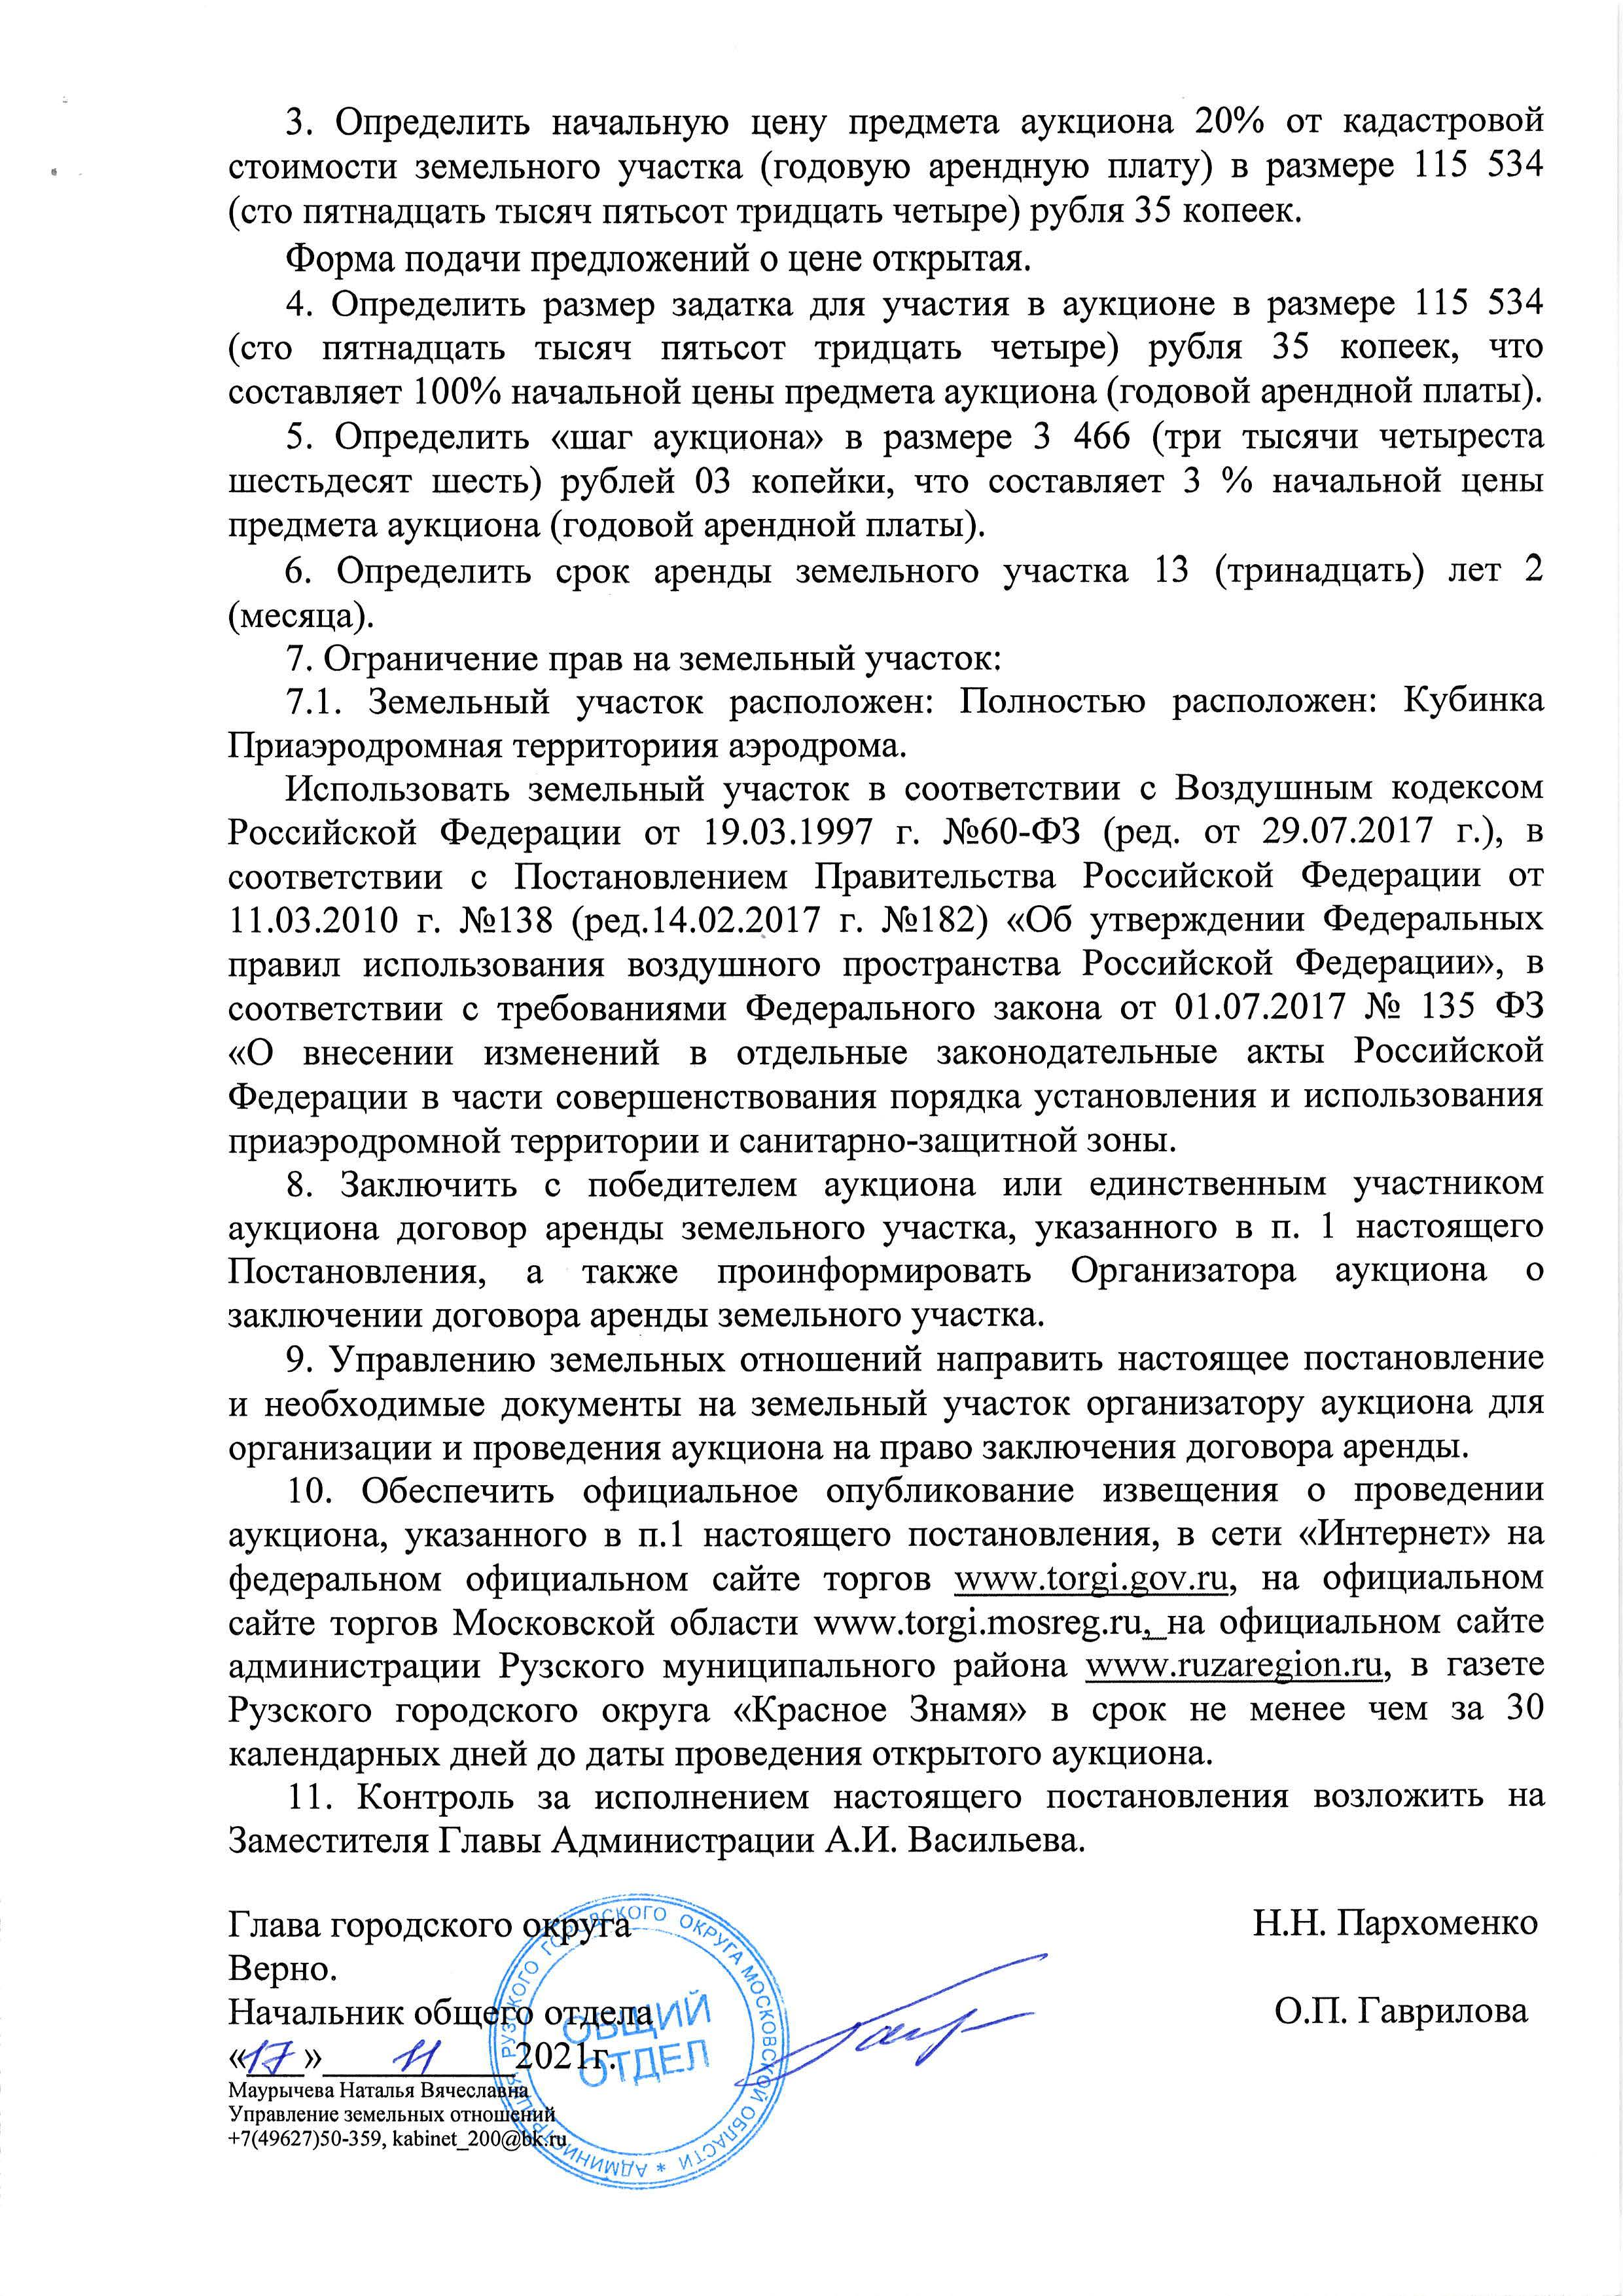 3. Определить начальную цену предмета аукциона 20% от кадастровой
стоимости земельного участка (годовую арендную плату) в размере 115 534
(сто пятнадцать тысяч пятьсот тридцать четыре) рубля 35 копеек.
Форма подачи предложений о цене открытая.
4. Определить размер задатка для участия в аукционе в размере 115 534
(сто пятнадцать тысяч пятьсот тридцать четыре) рубля 35 копеек, что
составляет 100% начальной цены предмета аукциона (годовой арендной платы).
5. Определить «шаг аукциона» в размере 3 466 (три тысячи четыреста
шестьдесят шесть) рублей 03 копейки, что составляет 3 % начальной цены
предмета аукциона (годовой арендной платы).
6. Определить срок аренды земельного участка 13 (тринадцать) лет 2
(месяца).
7. Ограничение прав на земельный участок:
7.1. Земельный участок расположен: Полностью расположен: Кубинка
Приаэродромная территориия аэродрома.
Использовать земельный участок в соответствии с Воздушным кодексом
Российской Федерации от 19.03.1997 г. №60-ФЗ (ред. от 29.07.2017 г.), в
соответствии с Постановлением Правительства Российской Федерации от
11.03.2010 г. №138 (ред.14.02.2017 г. №182) «Об утверждении Федеральных
правил использования воздушного пространства Российской Федерации», в
соответствии с требованиями Федерального закона от 01.07.2017 № 135 ФЗ
«О внесении изменений в отдельные законодательные акты Российской
Федерации в части совершенствования порядка установления и использования
приаэродромной территории и санитарно-защитной зоны.
8. Заключить с победителем аукциона или единственным участником
аукциона договор аренды земельного участка, указанного в п. 1 настоящего
Постановления, а также проинформировать Организатора аукциона о
заключении договора аренды земельного участка.
9. Управлению земельных отношений направить настоящее постановление
и необходимые документы на земельный участок организатору аукциона для
организации и проведения аукциона на право заключения договора аренды.
10. Обеспечить официальное опубликование извещения о проведении
аукциона, указанного в п.1 настоящего постановления, в сети «Интернет» на
федеральном официальном сайте торгов www.torgi.gov.ru, на официальном
сайте торгов Московской области www.torgi.mosreg.ru, на официальном сайте
администрации Рузского муниципального района www.ruzaregion.ru, в газете
Рузского городского округа «Красное Знамя» в срок не менее чем за 30
календарных дней до даты проведения открытого аукциона.
11. Контроль за исполнением настоящего постановления возложить на
Заместителя Главы Администрации А.И. Васильева.
Глава городского округа Н.Н. Пархоменко
Верно.
Начальник общего отдела О.П. Гаврилова
«17» 11 2021г.
Маурычева Наталья Вячеславна
Управление земельных отношений
+7(49627)50-359, kabinet_200@bk.ru
АДМИНИСТРАЦИЯ РУЗСКОГО ГОРОДСКОГО ОКРУГА МОСКОВСКОЙ ОБЛАСТИ *
ОБЩИЙ
ОТДЕЛ